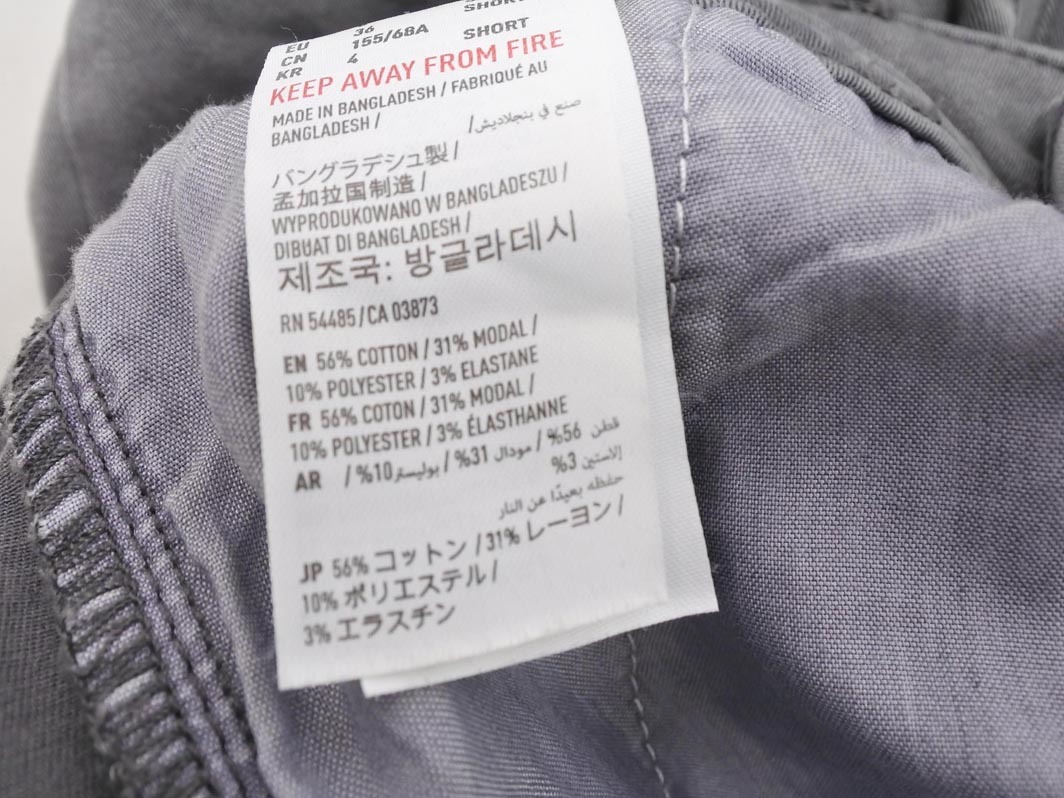 SHORT
EU 36
CN 155/68A SHORT
KR 4
KEEP AWAY FROM FIRE
MADE IN BANGLADESH / FABRIQUÉ AU
BANGLADESH /
صنع في بنجلاديش/
バングラデシュ製 /
孟加拉国制造 /
WYPRODUKOWANO W BANGLADESZU /
DIBUAT DI BANGLADESH /
제조국: 방글라데시
RN 54485 / CA 03873
EN 56% COTTON / 31% MODAL /
10% POLYESTER / 3% ELASTANE
FR 56% COTON / 31% MODAL /
10% POLYESTER / 3% ÉLASTHANNE
AR قطن 56% / مودال 31% / بوليستر 10% /
إلاستين 3%
حفظه بعيدًا عن النار
JP 56% コットン / 31% レーヨン /
10% ポリエステル /
3% エラスチン